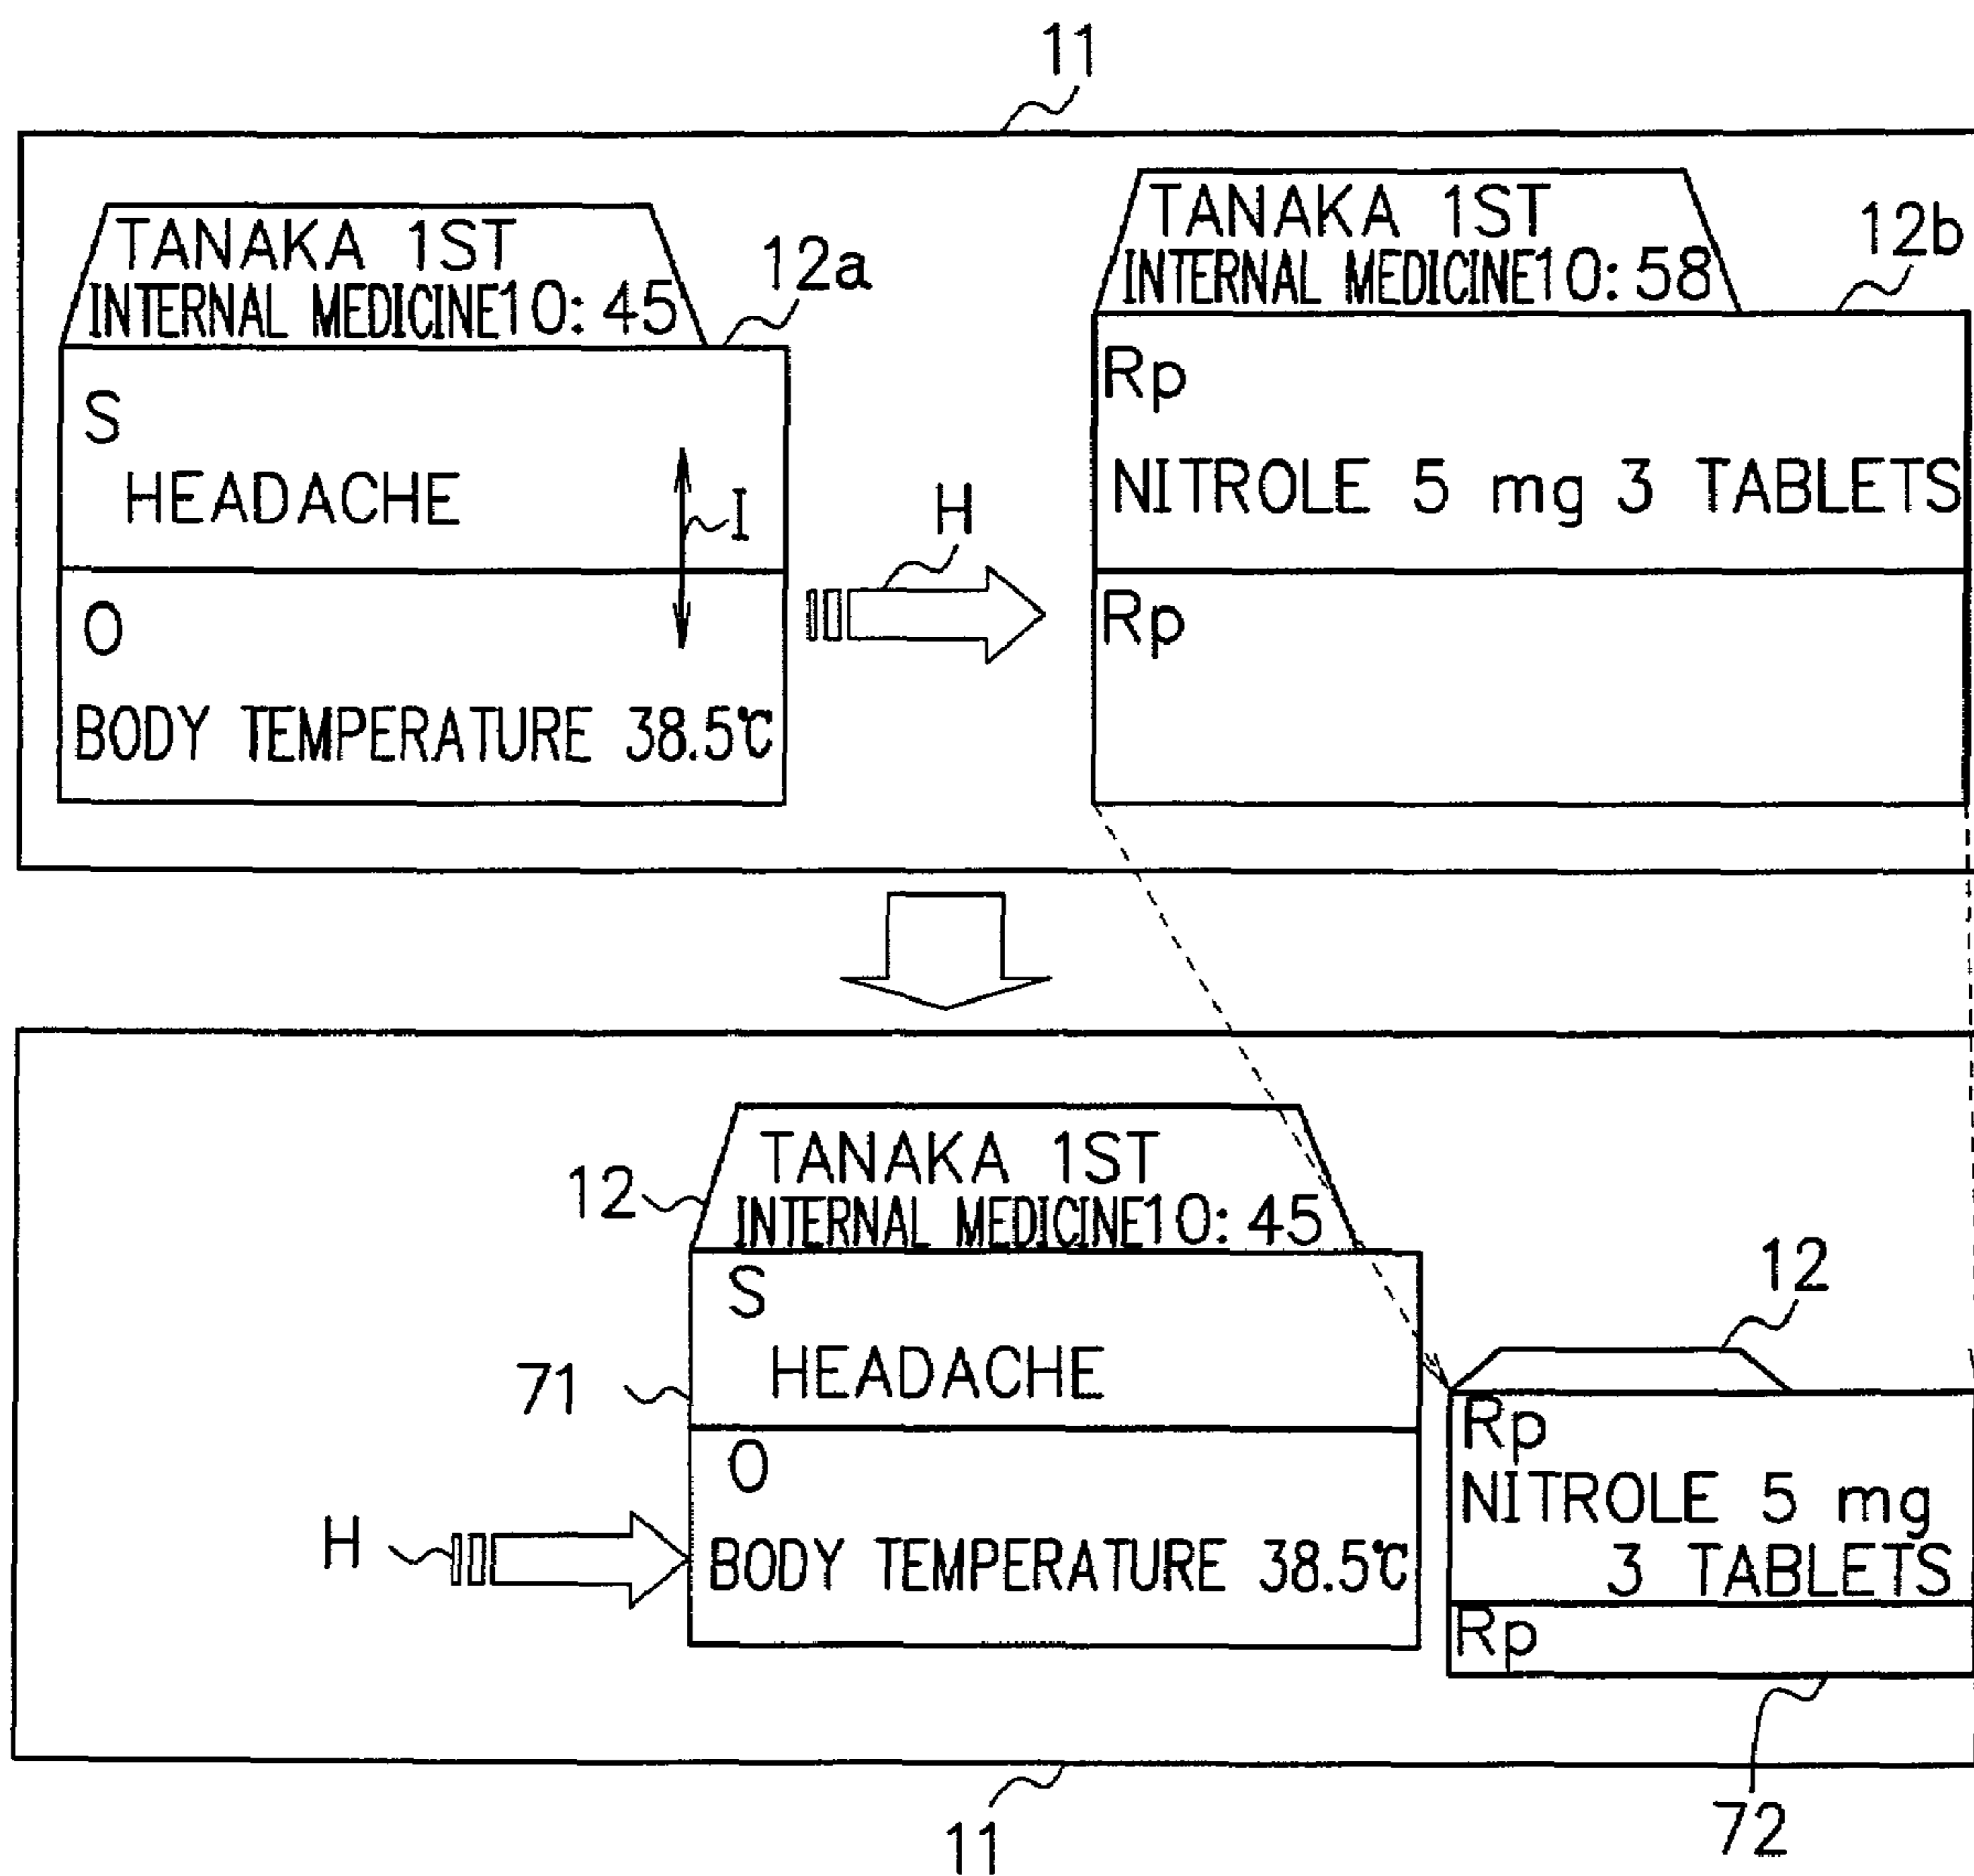 11
TANAKA 1ST
INTERNAL MEDICINE10:45
12a
S
HEADACHE
I
O
BODY TEMPERATURE 38.5℃
H
TANAKA 1ST
INTERNAL MEDICINE10:58
12b
Rp
NITROLE 5 mg 3 TABLETS
Rp
12
TANAKA 1ST
INTERNAL MEDICINE10:45
S
HEADACHE
71
O
BODY TEMPERATURE 38.5℃
H
12
Rp
NITROLE 5 mg
3 TABLETS
Rp
72
11